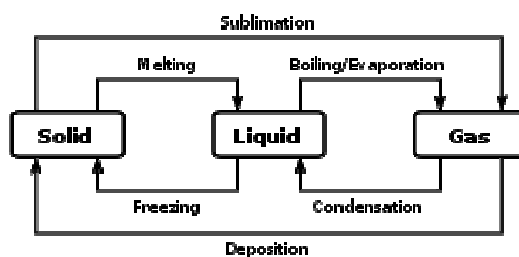 Sublimation
Melting
Boiling/Evaporation
Solid
Liquid
Gas
Freezing
Condensation
Deposition